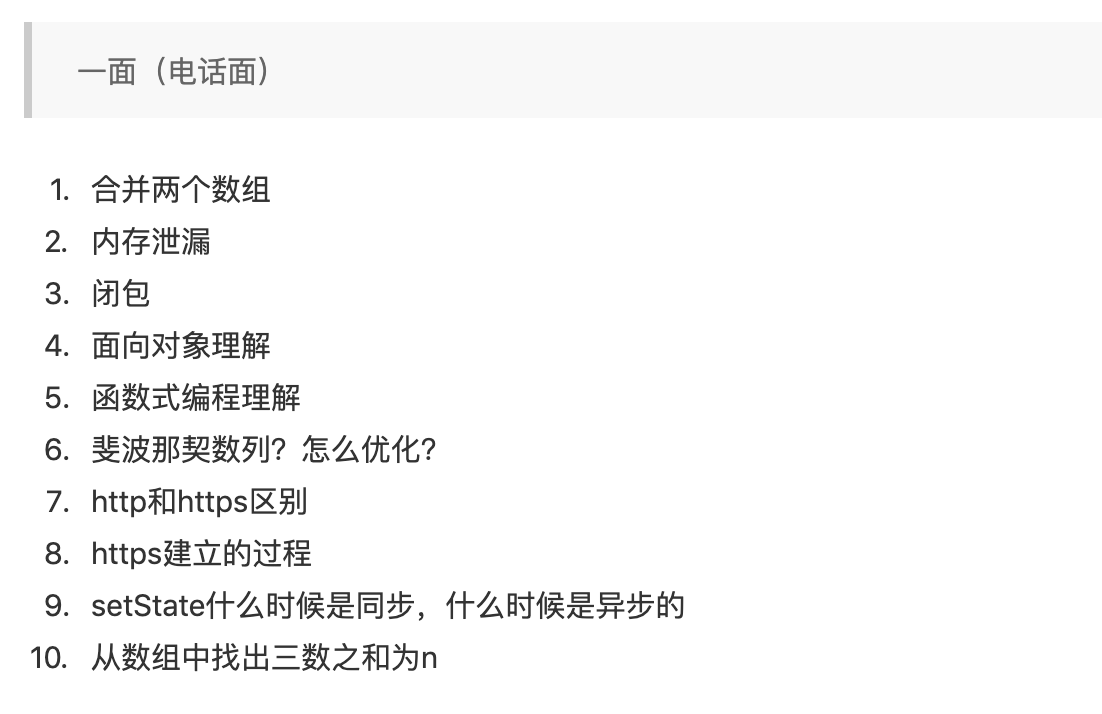 一面（电话面）
1. 合并两个数组
2. 内存泄漏
3. 闭包
4. 面向对象理解
5. 函数式编程理解
6. 斐波那契数列？怎么优化？
7. http和https区别
8. https建立的过程
9. setState什么时候是同步，什么时候是异步的
10. 从数组中找出三数之和为n